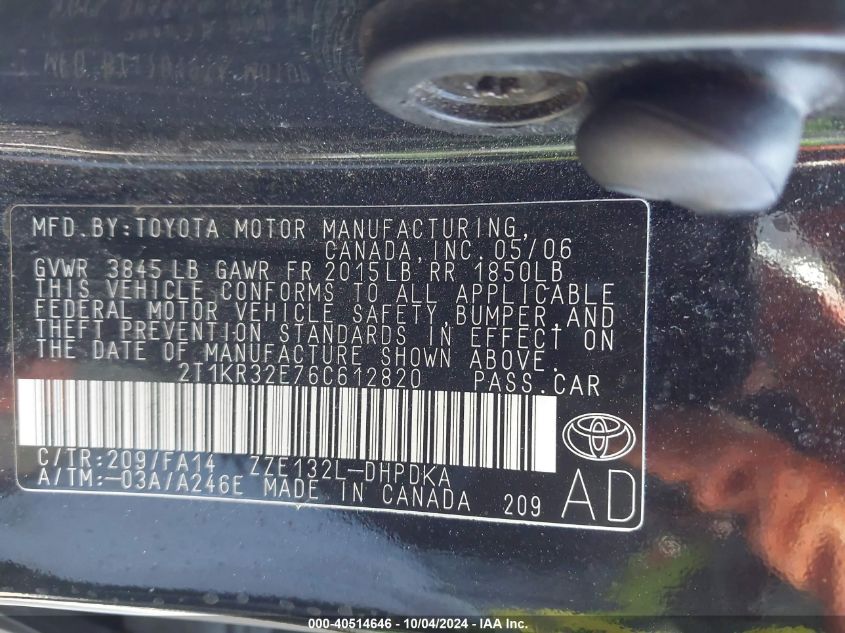 MFD.BY:TOYOTA MOTOR MANUFACTURING,
CANADA,INC.05/06
GVWR 3845 LB GAWR FR 2015LB RR 1850LB
THIS VEHICLE CONFORMS TO ALL APPLICABLE
FEDERAL MOTOR VEHICLE SAFETY,BUMPER,AND
THEFT PREVENTION STANDARDS IN EFFECT ON
THE DATE OF MANUFACTURE SHOWN ABOVE.
2T1KR32E76C612820 PASS.CAR
C/TR:209/FA14 ZZE132L-DHPDKA
A/TM:-03A/A246E MADE IN CANADA 209 AD
000-40514646 - 10/04/2024 - IAA Inc.